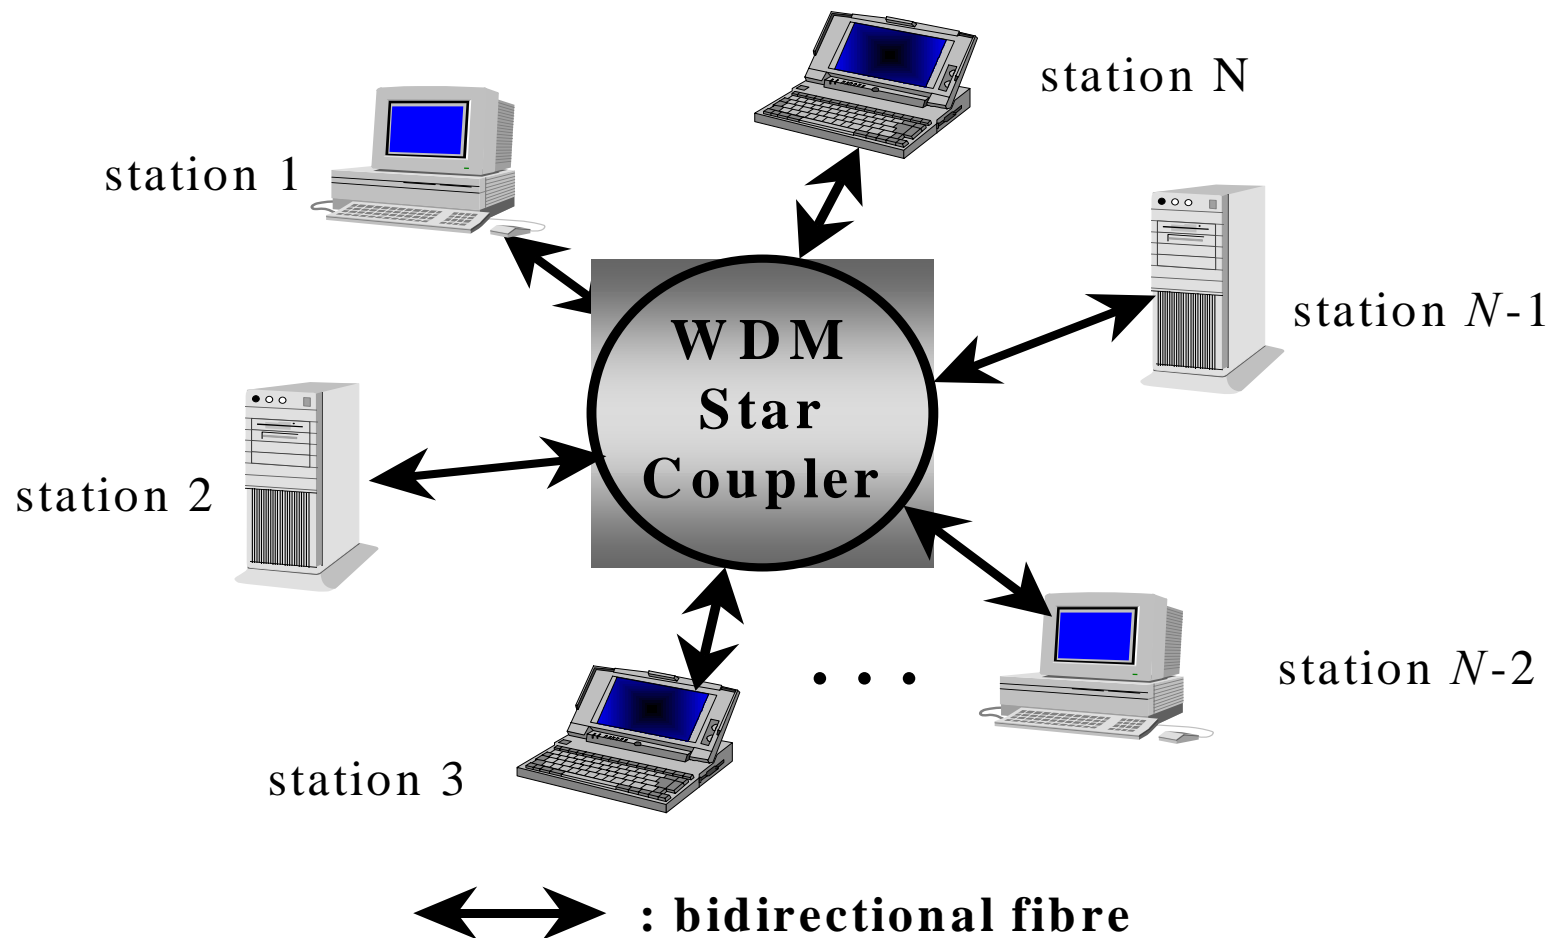 station N
station 1
station N-1
WDM
Star
Coupler
station 2
station N-2
. . .
station 3
: bidirectional fibre